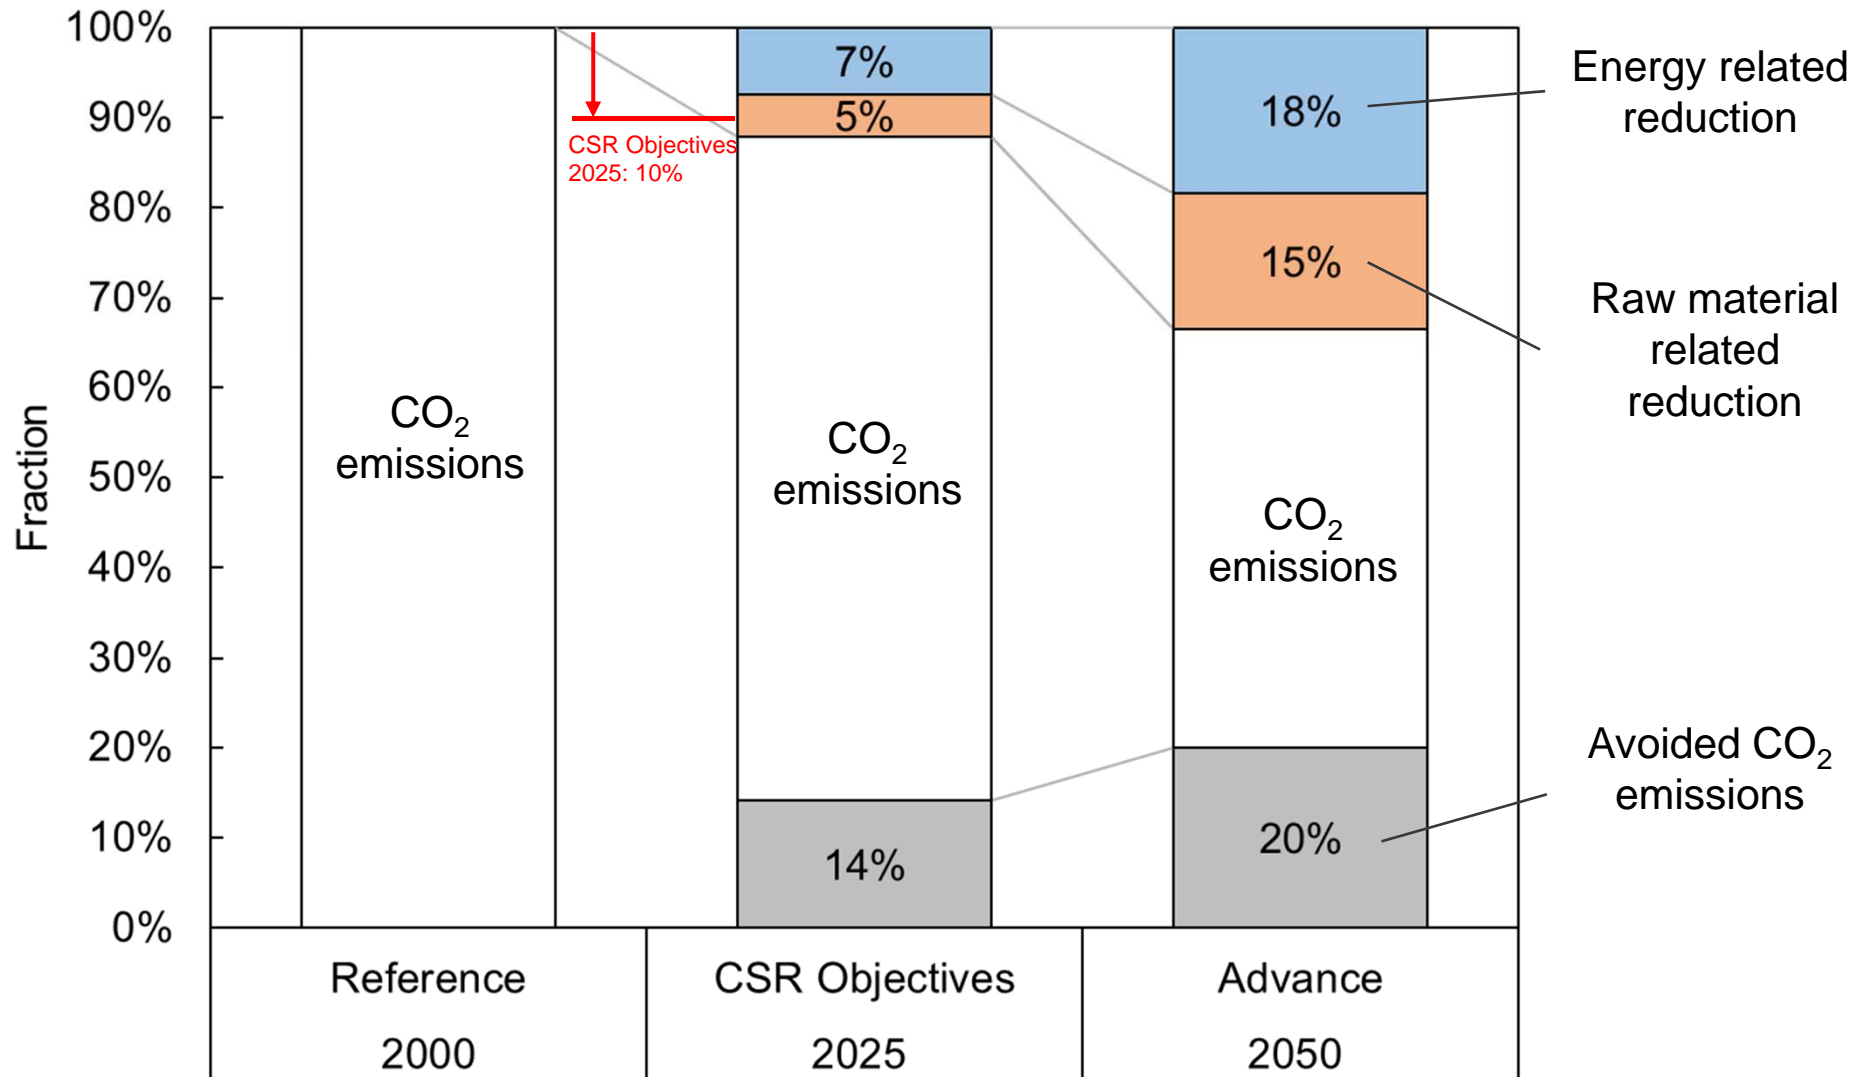 100%
90%
80%
70%
60%
50%
40%
30%
20%
10%
0%
Fraction
CO₂
emissions
CSR Objectives
2025: 10%
7%
5%
CO₂
emissions
14%
18%
15%
CO₂
emissions
20%
Energy related
reduction
Raw material
related
reduction
Avoided CO₂
emissions
Reference
CSR Objectives
Advance
2000
2025
2050